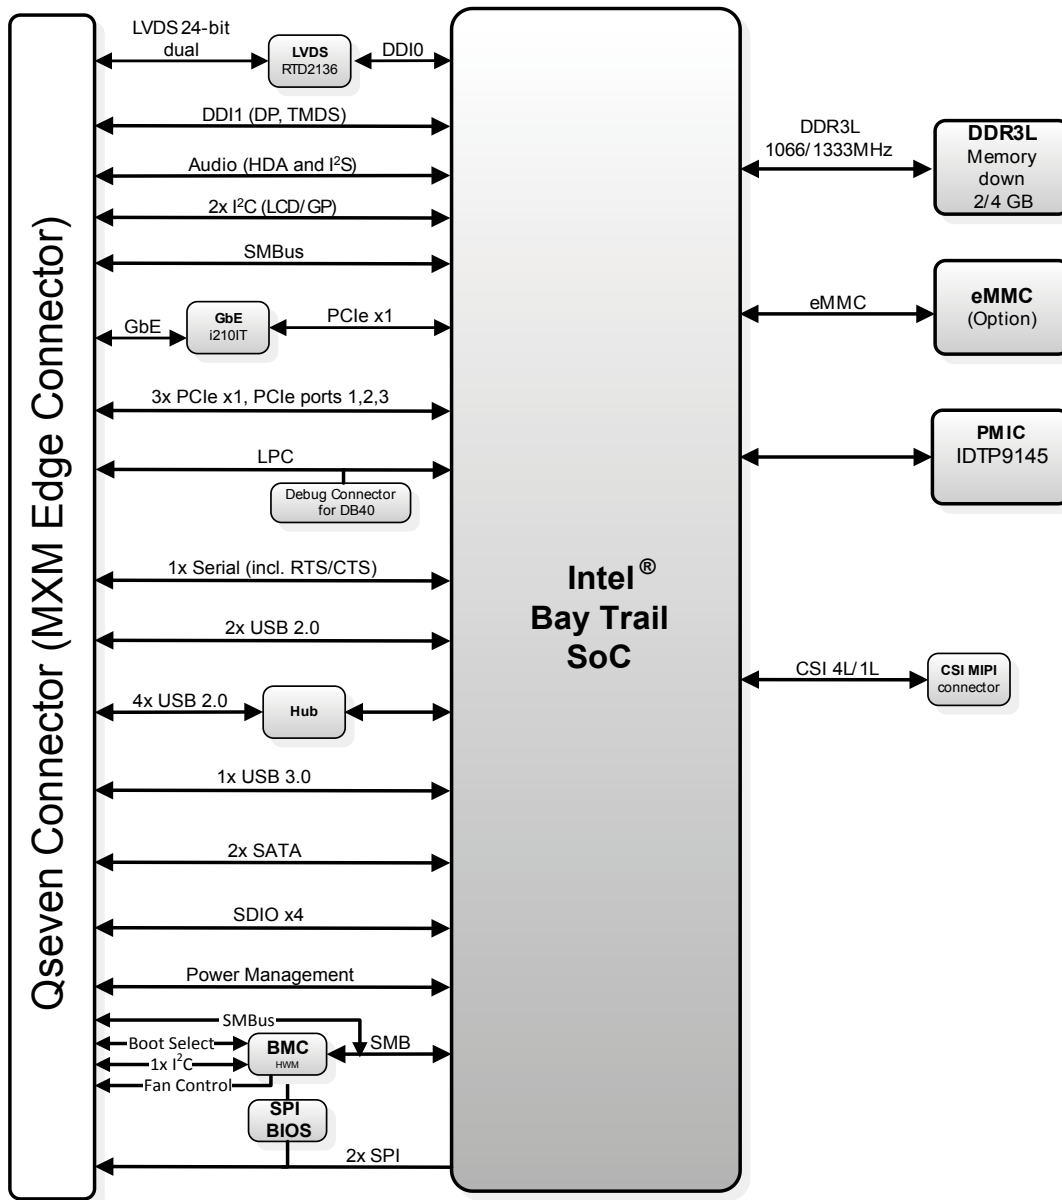 Qseven Connector (MXM Edge Connector)
LVDS 24-bit
dual
LVDS
RTD2136
DDI0
DDI1 (DP, TMDS)
Audio (HDA and I²S)
2x I²C (LCD/GP)
SMBus
GbE
GbE
i210IT
PCIe x1
3x PCIe x1, PCIe ports 1,2,3
LPC
Debug Connector
for DB40
1x Serial (incl. RTS/CTS)
2x USB 2.0
4x USB 2.0
Hub
1x USB 3.0
2x SATA
SDIO x4
Power Management
SMBus
Boot Select
1x I²C
Fan Control
BMC
HWM
SMB
SPI
BIOS
2x SPI
Intel®
Bay Trail
SoC
DDR3L
1066/1333MHz
DDR3L
Memory
down
2/4 GB
eMMC
eMMC
(Option)
PMIC
IDTP9145
CSI 4L/1L
CSI MIPI
connector